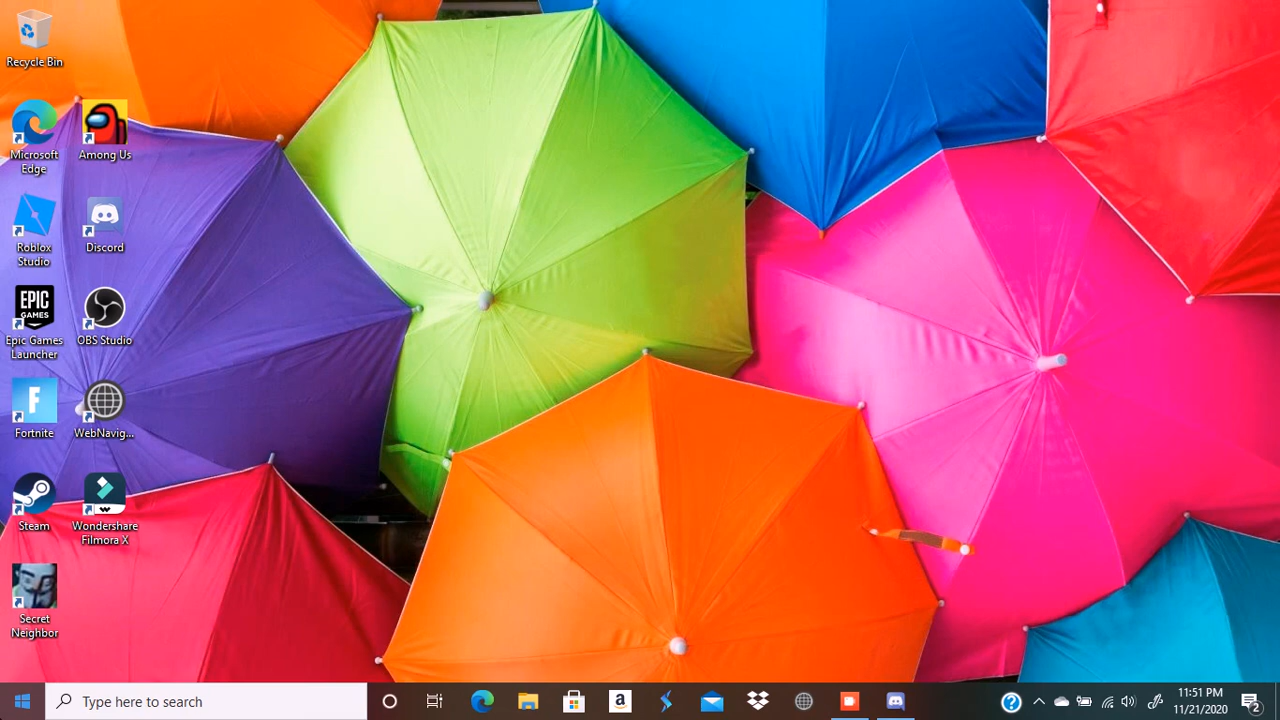 Recycle Bin
Microsoft
Edge
Among Us
Roblox
Studio
Discord
EPIC
GAMES
Epic Games
Launcher
OBS Studio
F
Fortnite
WebNavig...
Steam
Wondershare
Filmora X
Secret
Neighbor
Type here to search
a
?
11:51 PM
11/21/2020
2